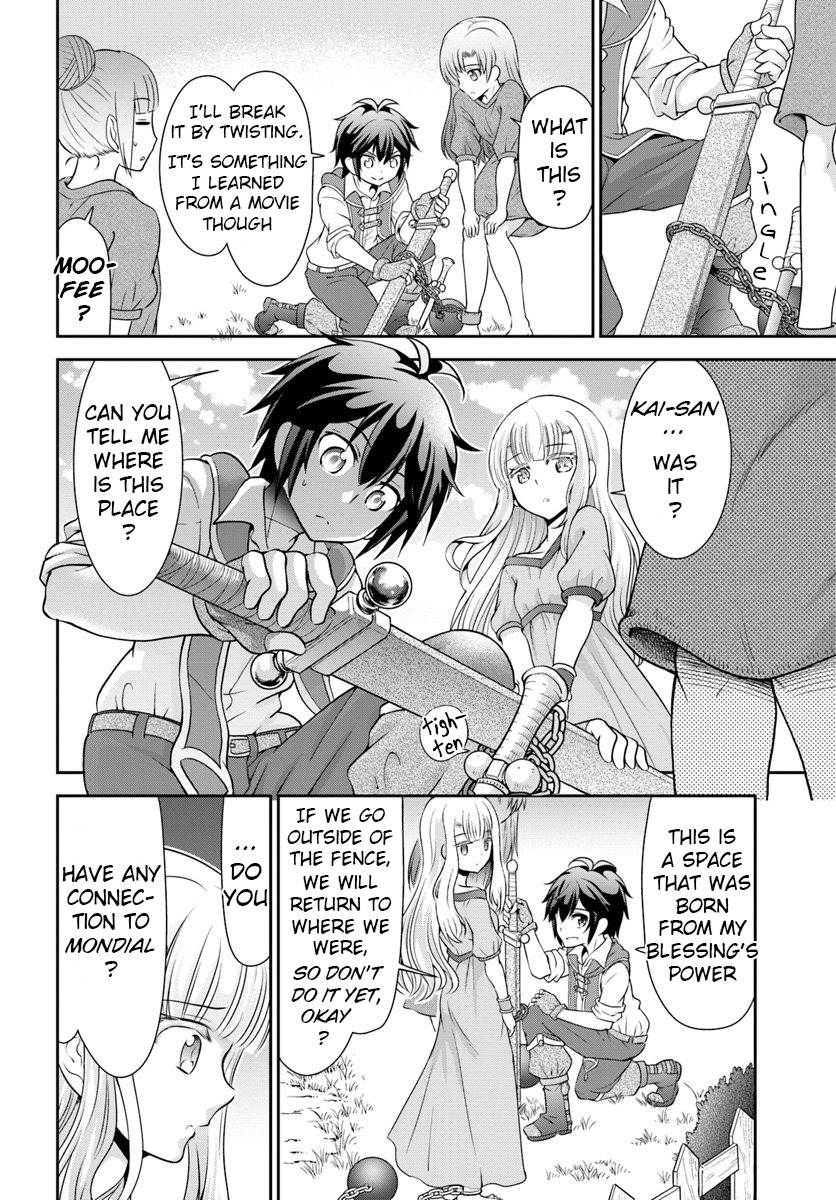 Jingle
WHAT
IS
THIS
?
I'LL BREAK
IT BY TWISTING.
IT'S SOMETHING
I LEARNED
FROM A MOVIE
THOUGH
MOO-
FEE
?
KAI-SAN
...
WAS
IT
?
CAN YOU
TELL ME
WHERE
IS THIS
PLACE
?
tigh-
ten
THIS IS
A SPACE
THAT WAS
BORN
FROM MY
BLESSING'S
POWER
IF WE GO
OUTSIDE OF
THE FENCE,
WE WILL
RETURN TO
WHERE WE
WERE,
SO DON'T
DO IT YET,
OKAY
?
...
DO
YOU
HAVE ANY
CONNEC-
TION TO
MONDIAL
?